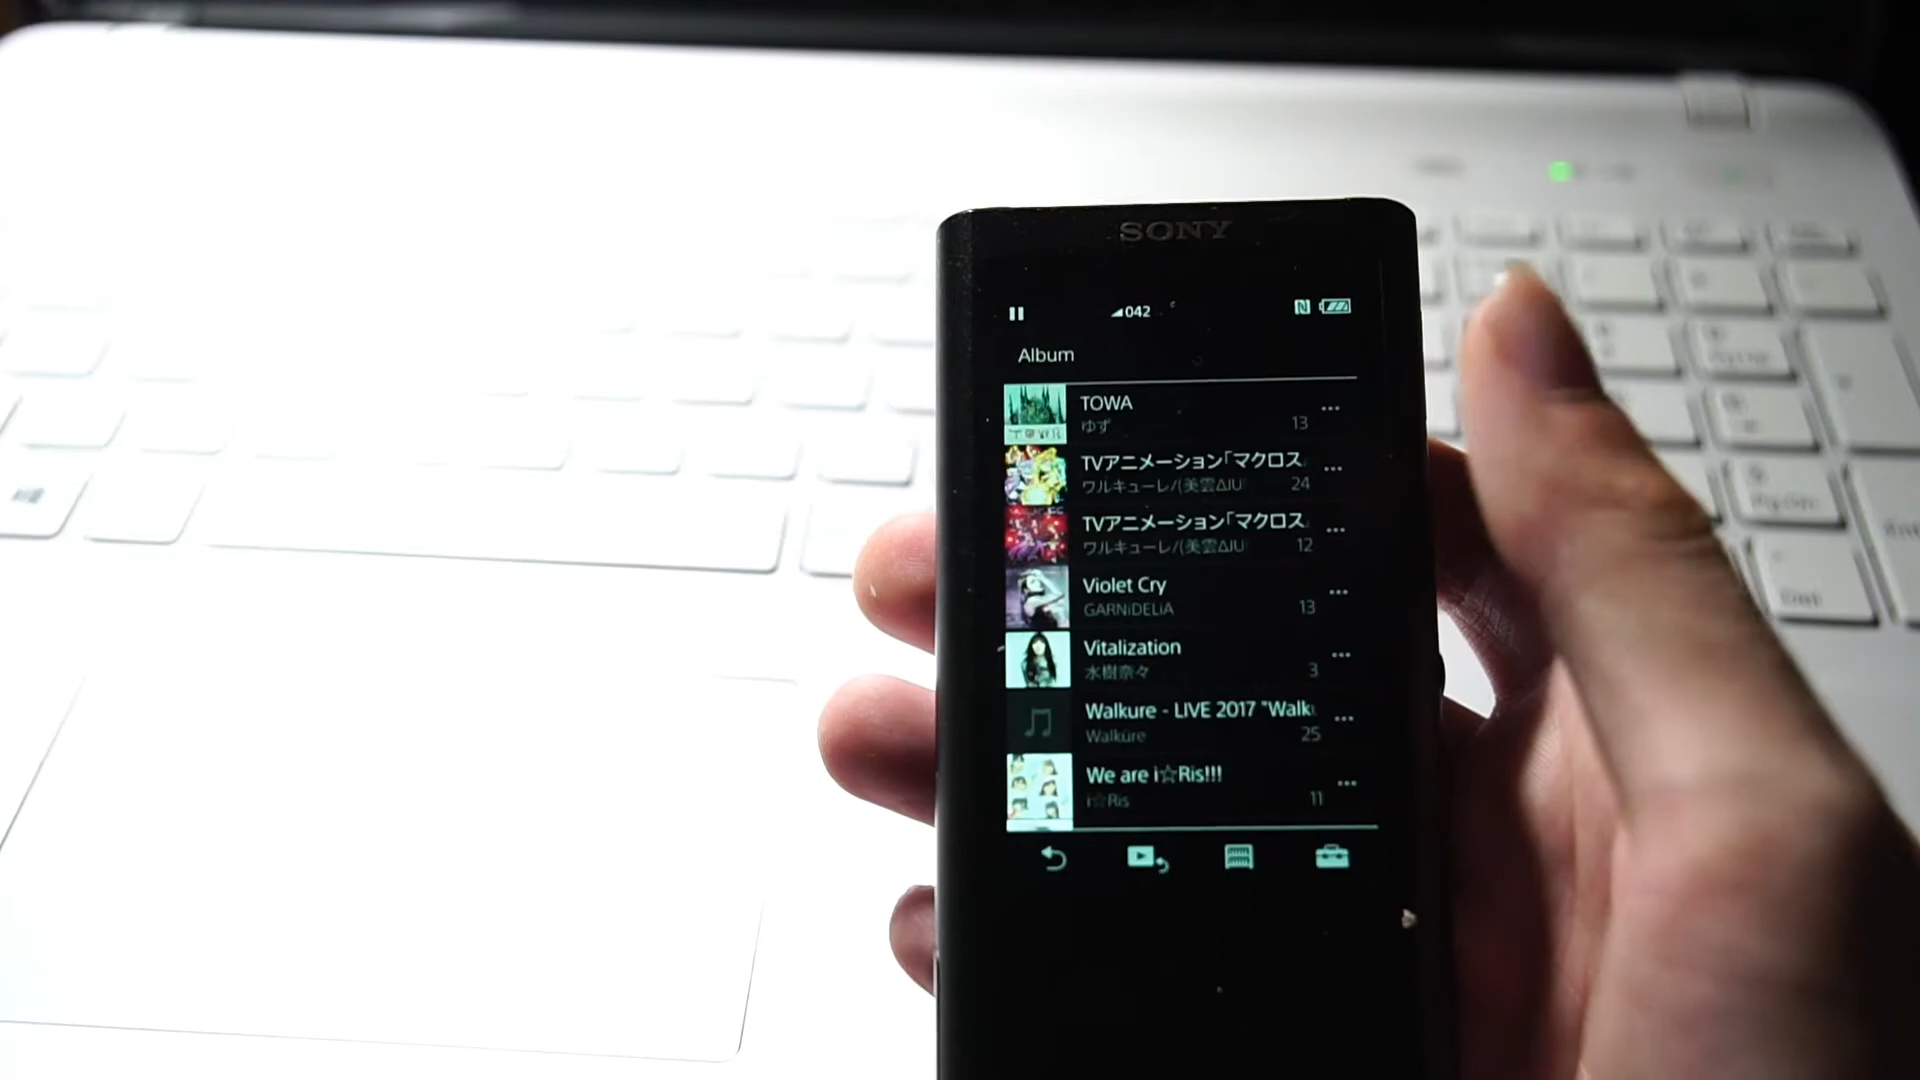 SONY
042
Album
TOWA
ゆず
13
TVアニメーション「マクロス
ワルキューレ/(美雲ΔIU
24
TVアニメーション「マクロス
ワルキューレ/(美雲ΔIU
12
Violet Cry
GARNiDELiA
13
Vitalization
水樹奈々
3
Walkure - LIVE 2017 "Walk
Walküre
25
We are i☆Ris!!!
i☆Ris
11